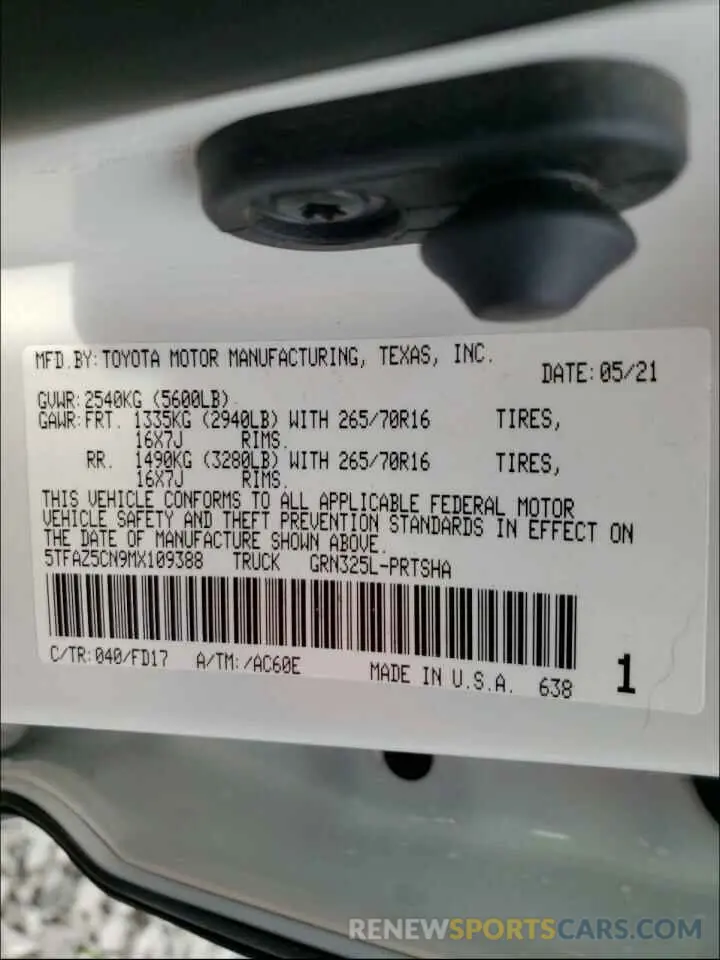 MFD.BY:TOYOTA MOTOR MANUFACTURING, TEXAS, INC.
DATE:05/21
GVWR:2540KG (5600LB)
GAWR:FRT. 1335KG (2940LB) WITH 265/70R16 TIRES,
16X7J RIMS.
RR. 1490KG (3280LB) WITH 265/70R16 TIRES,
16X7J RIMS.
THIS VEHICLE CONFORMS TO ALL APPLICABLE FEDERAL MOTOR
VEHICLE SAFETY AND THEFT PREVENTION STANDARDS IN EFFECT ON
THE DATE OF MANUFACTURE SHOWN ABOVE.
5TFAZ5CN9MX109388 TRUCK GRN325L-PRTSHA
C/TR:040/FD17 A/TM:/AC60E MADE IN U.S.A. 638 1
RENEWSPORTSCARS.COM